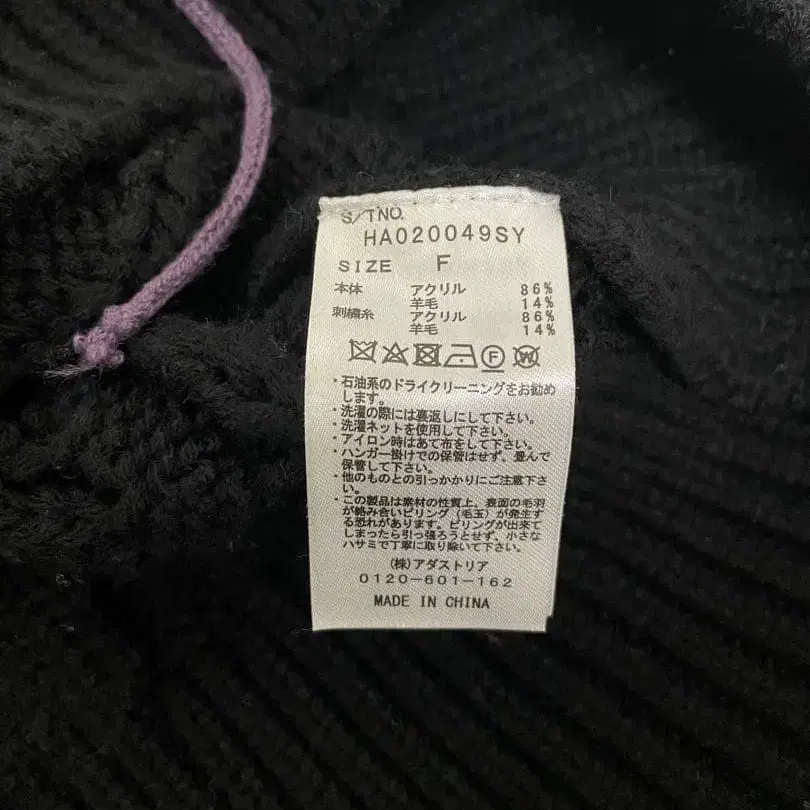 S/TNO.
HA020049SY
SIZE F
本体 アクリル 86%
羊毛 14%
刺繍糸 アクリル 86%
羊毛 14%
F W
・石油系のドライクリーニングをお勧め
します。
・洗濯の際には裏返しにして下さい。
・洗濯ネットを使用して下さい。
・アイロン時はあて布をして下さい。
・ハンガー掛けでの保管はせず、畳んで
保管して下さい。
・他のものとの引っかかりにご注意下さ
い。
・この製品は素材の性質上、表面の毛羽
が絡み合いピリング(毛玉)が発生す
る恐れがあります。ピリングが出来て
しまったら引っ張ろうとせず、小さな
ハサミで丁寧に取り除いて下さい。
(株)アダストリア
0120-601-162
MADE IN CHINA